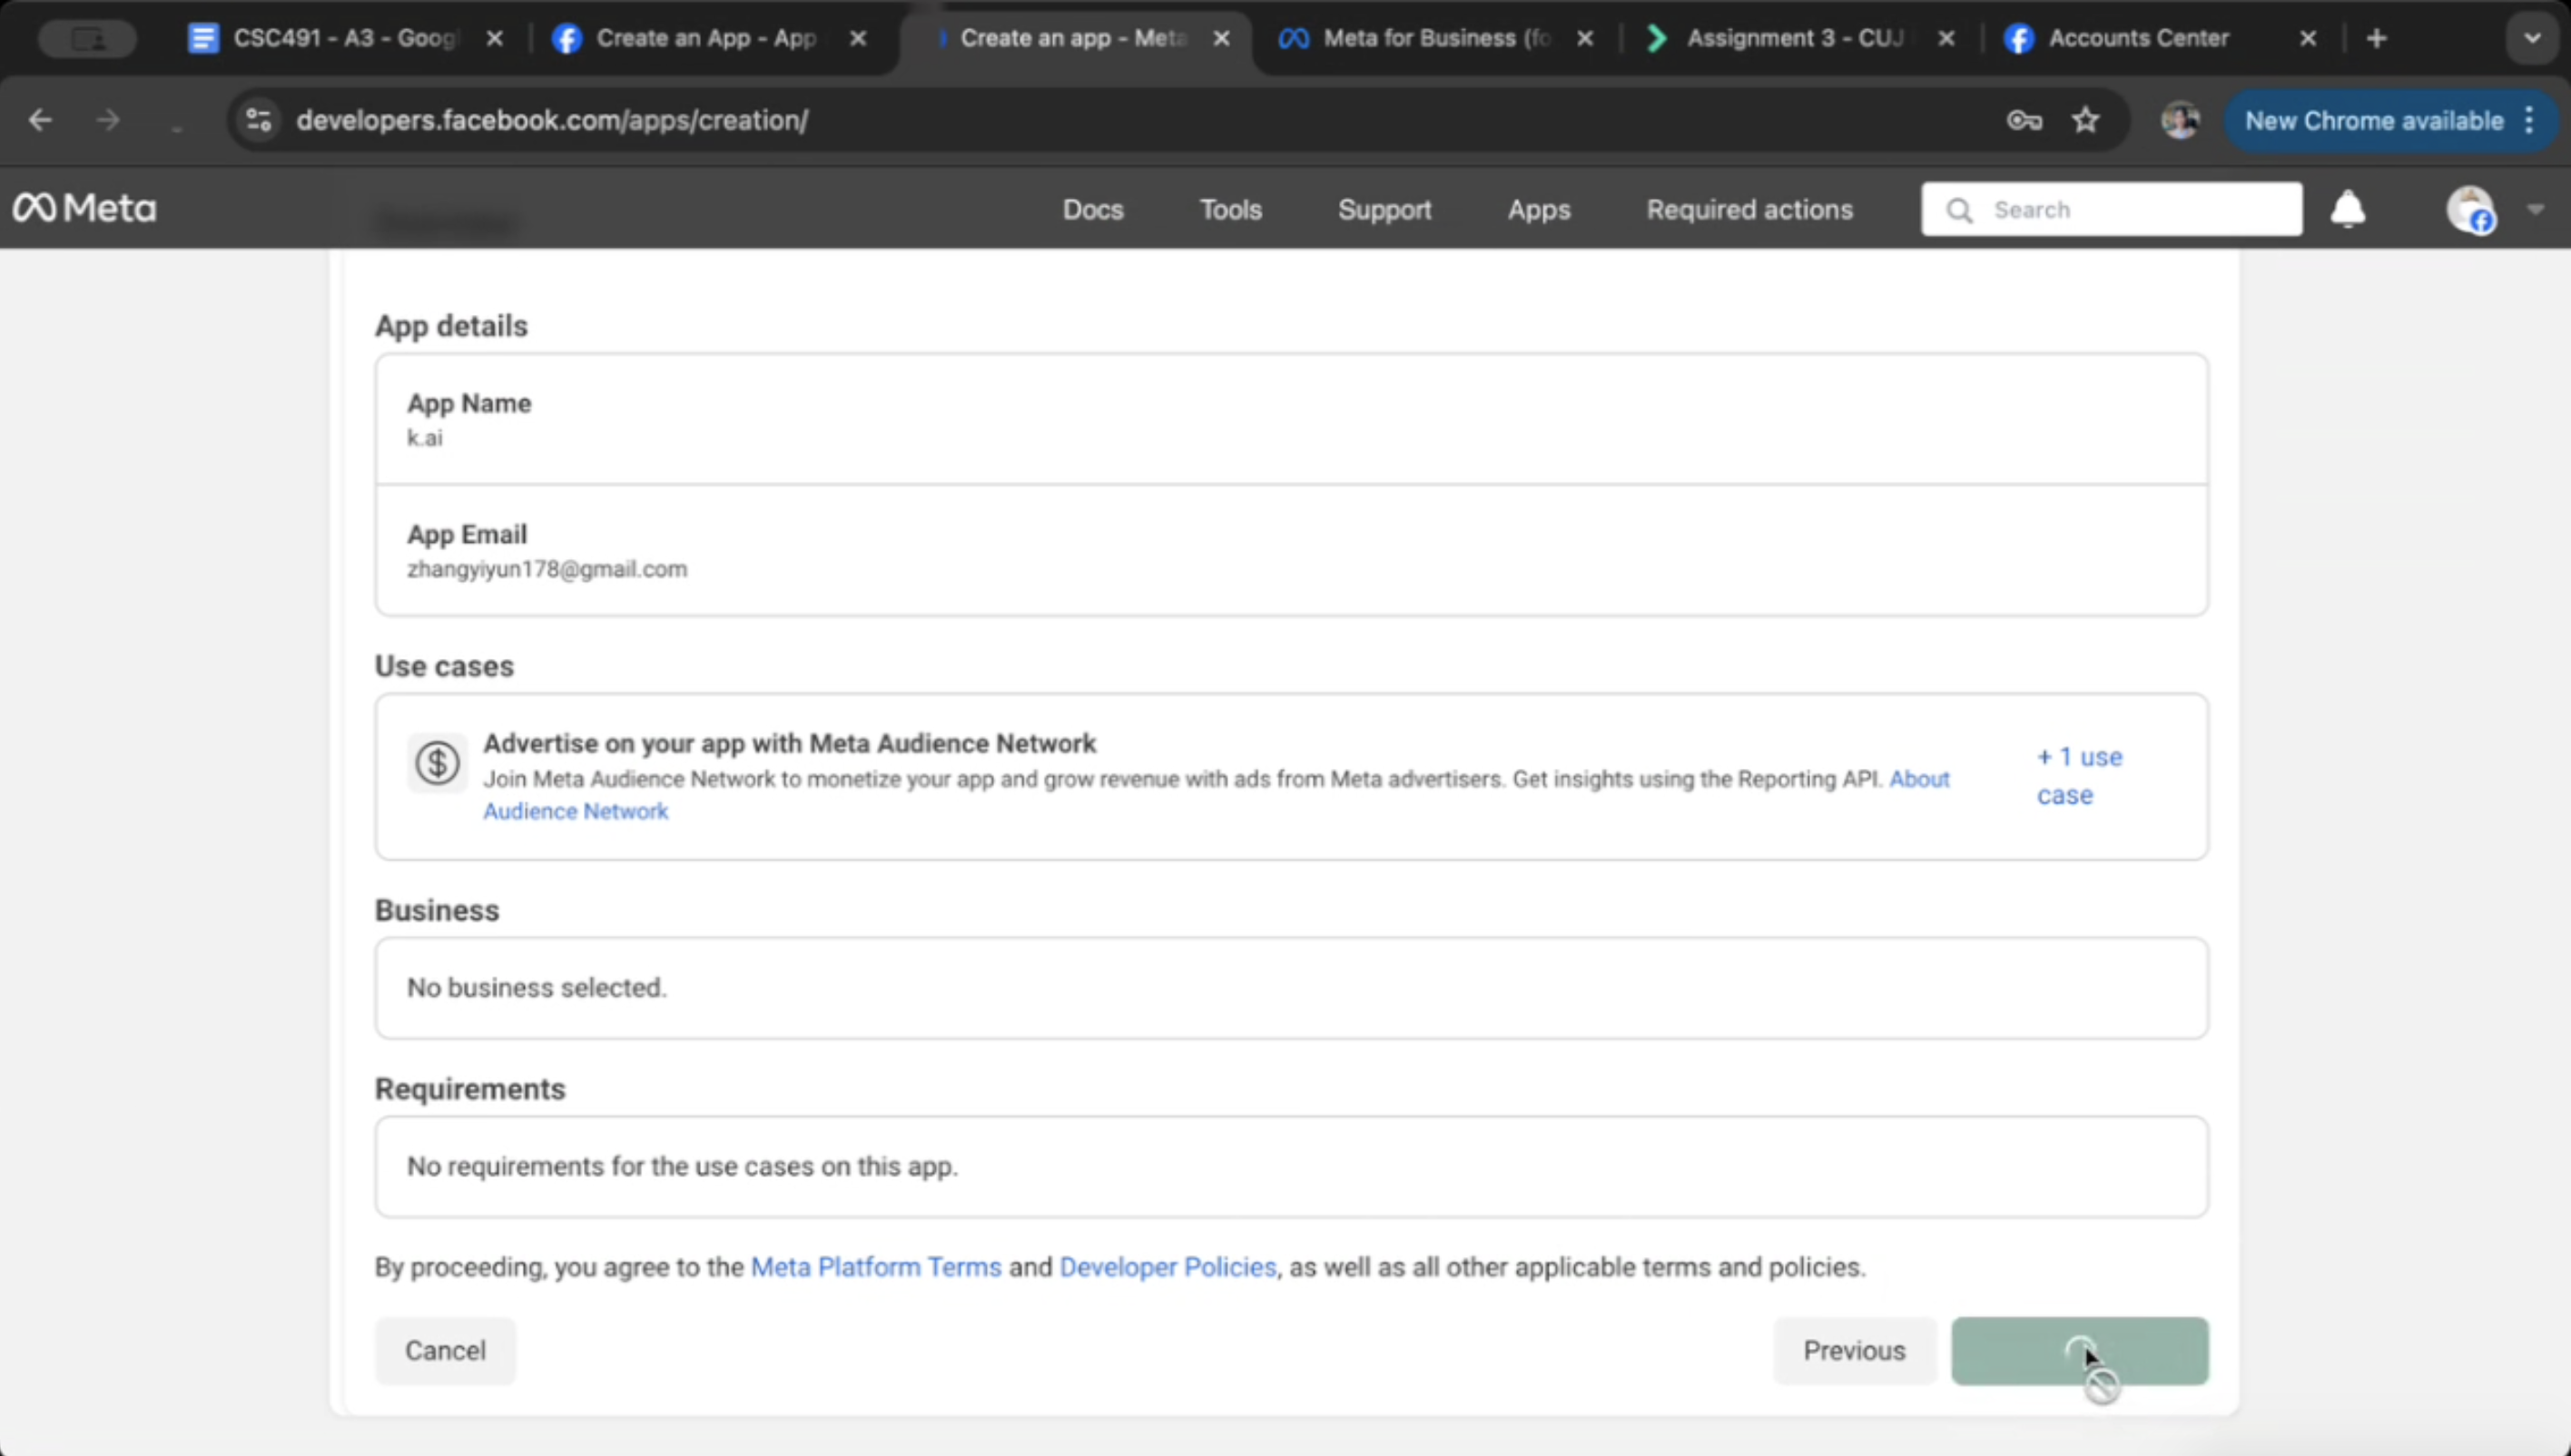 CSC491 - A3 - Goog
Create an App - App
Create an app - Meta
Meta for Business (fo
Assignment 3 - CUJ
Accounts Center
developers.facebook.com/apps/creation/
New Chrome available
Meta
Docs
Tools
Support
Apps
Required actions
Search
App details
App Name
k.ai
App Email
zhangyiyun178@gmail.com
Use cases
Advertise on your app with Meta Audience Network
Join Meta Audience Network to monetize your app and grow revenue with ads from Meta advertisers. Get insights using the Reporting API. About
Audience Network
+ 1 use
case
Business
No business selected.
Requirements
No requirements for the use cases on this app.
By proceeding, you agree to the Meta Platform Terms and Developer Policies, as well as all other applicable terms and policies.
Cancel
Previous